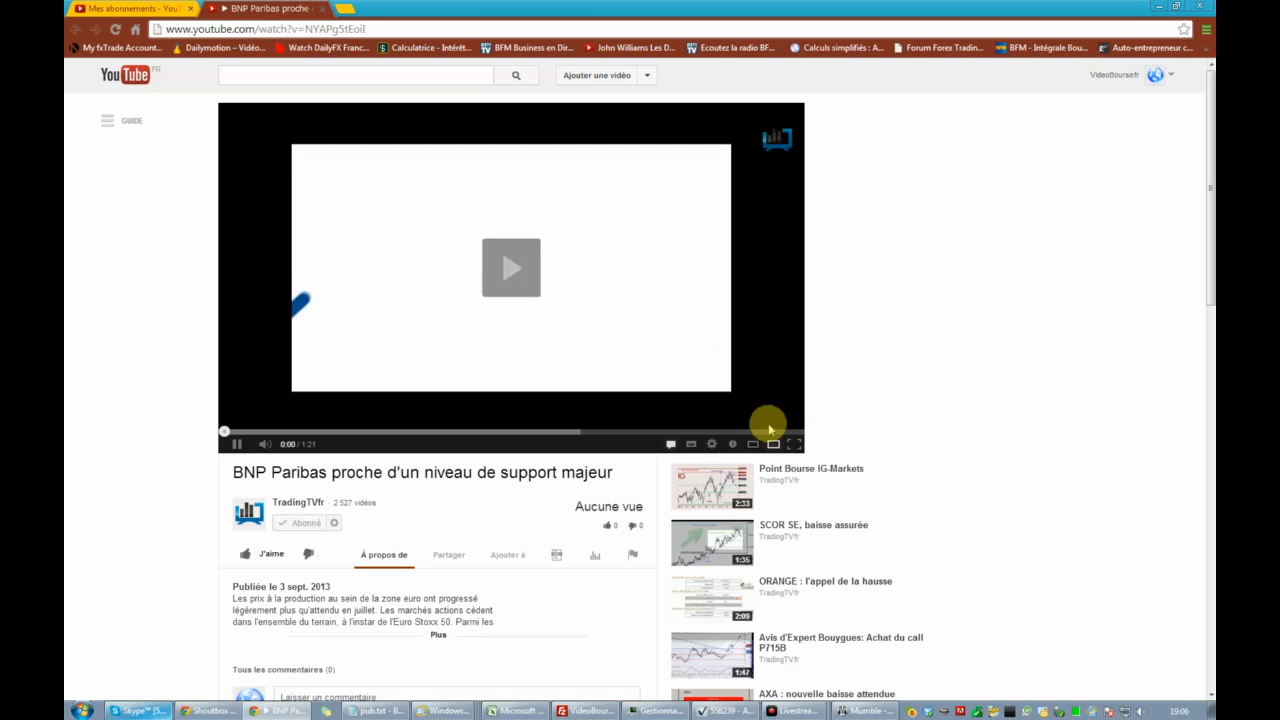 Mes abonnements - YouT
BNP Paribas proche
www.youtube.com/watch?v=NYAPg5tEoiI
My fxTrade Account...
Dailymotion – Vidéo...
Watch DailyFX Franc...
Calculatrice - Intérêt...
BFM Business en Dir...
John Williams Les D...
Ecoutez la radio BF...
Calculs simplifiés : A...
Forum Forex Tradin...
BFM - Intégrale Bou...
Auto-entrepreneur c...
YouTube FR
Ajouter une vidéo
VideoBoursefr
GUIDE
0:00 / 1:21
BNP Paribas proche d'un niveau de support majeur
TradingTVfr · 2 527 vidéos
Abonné
Aucune vue
0 0
J'aime
À propos de
Partager
Ajouter à
Publiée le 3 sept. 2013
Les prix à la production au sein de la zone euro ont progressé
légèrement plus qu'attendu en juillet. Les marchés actions cèdent
dans l'ensemble du terrain, à l'instar de l'Euro Stoxx 50. Parmi les
Plus
Tous les commentaires (0)
Laisser un commentaire
IG
2:33
Point Bourse IG-Markets
TradingTVfr
1:35
SCOR SE, baisse assurée
TradingTVfr
2:09
ORANGE : l'appel de la hausse
TradingTVfr
1:47
Avis d'Expert Bouygues: Achat du call
P715B
TradingTVfr
AXA : nouvelle baisse attendue
Skype™ [5...
Shoutbox ...
BNP Pa...
pub.txt - B...
Windows...
Microsoft ...
VideoBour...
Gestionna...
558239 - A...
Livestrea...
Mumble -...
19:06